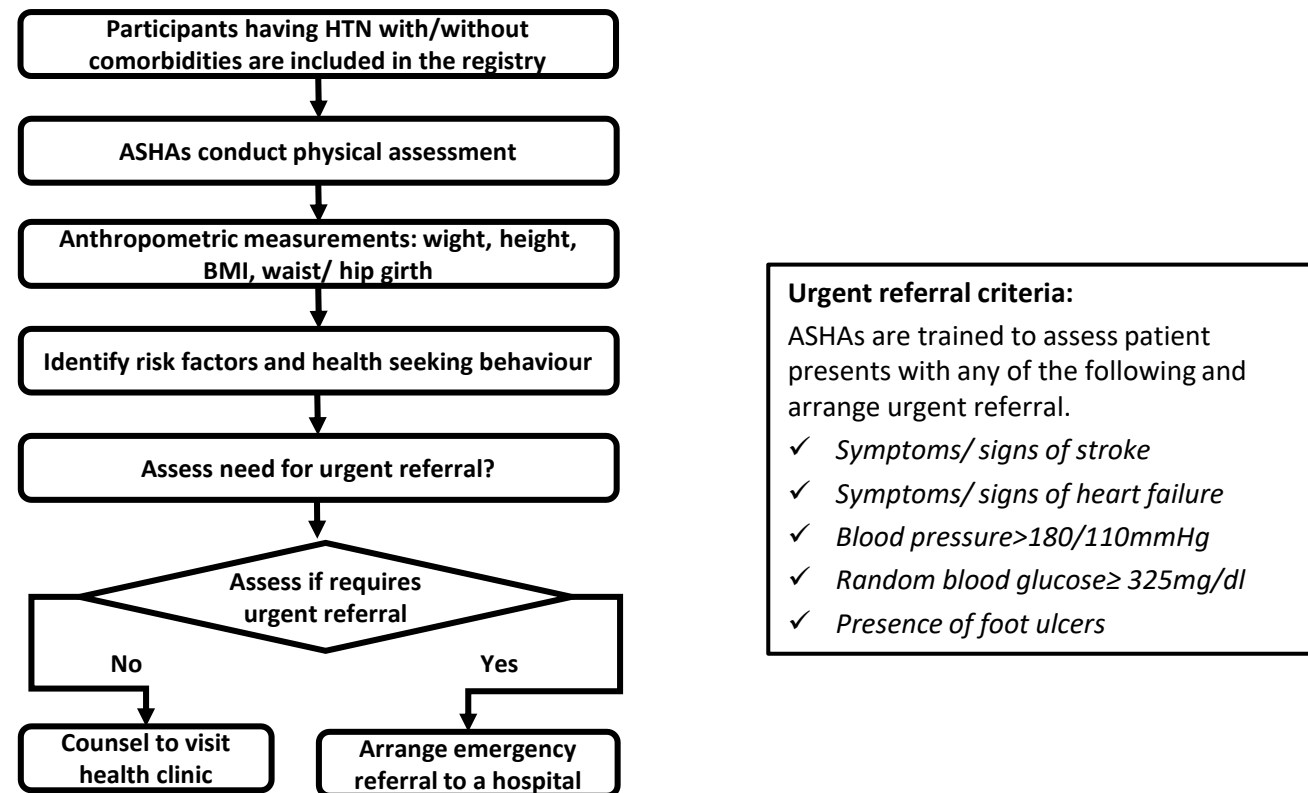 Participants having HTN with/without
comorbidities are included in the registry
ASHAs conduct physical assessment
Anthropometric measurements: wight, height,
BMI, waist/ hip girth
Identify risk factors and health seeking behaviour
Assess need for urgent referral?
Assess if requires
urgent referral
No
Yes
Counsel to visit
health clinic
Arrange emergency
referral to a hospital
Urgent referral criteria:
ASHAs are trained to assess patient
presents with any of the following and
arrange urgent referral.
✓ Symptoms/ signs of stroke
✓ Symptoms/ signs of heart failure
✓ Blood pressure>180/110mmHg
✓ Random blood glucose≥ 325mg/dl
✓ Presence of foot ulcers